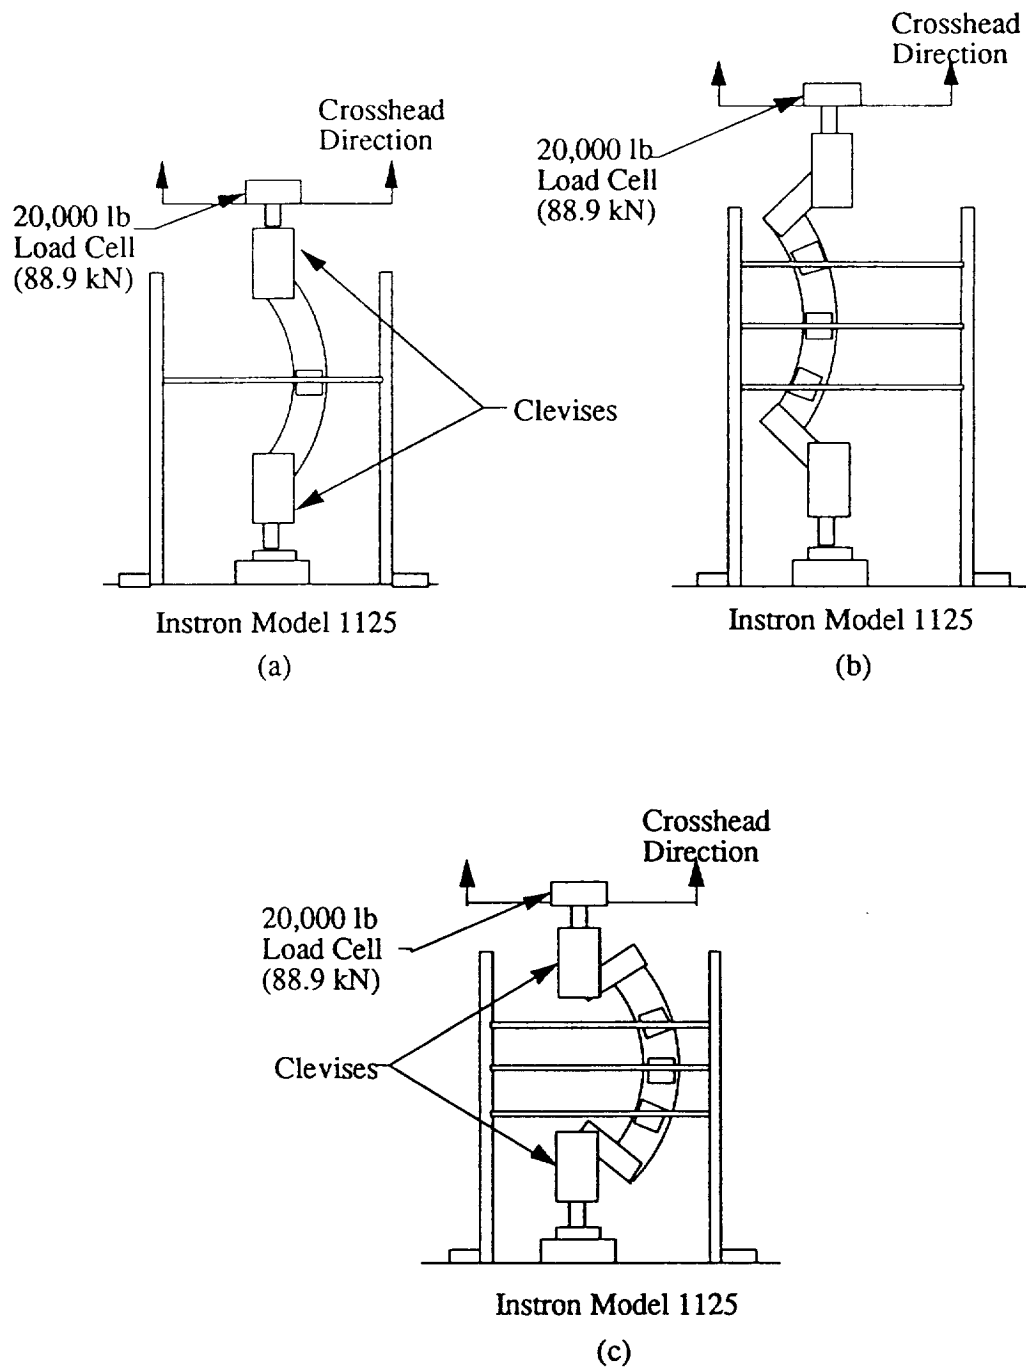 Crosshead
Direction
20,000 lb
Load Cell
(88.9 kN)
Clevises
Instron Model 1125
(a)
Crosshead
Direction
20,000 lb
Load Cell
(88.9 kN)
Instron Model 1125
(b)
Crosshead
Direction
20,000 lb
Load Cell
(88.9 kN)
Clevises
Instron Model 1125
(c)